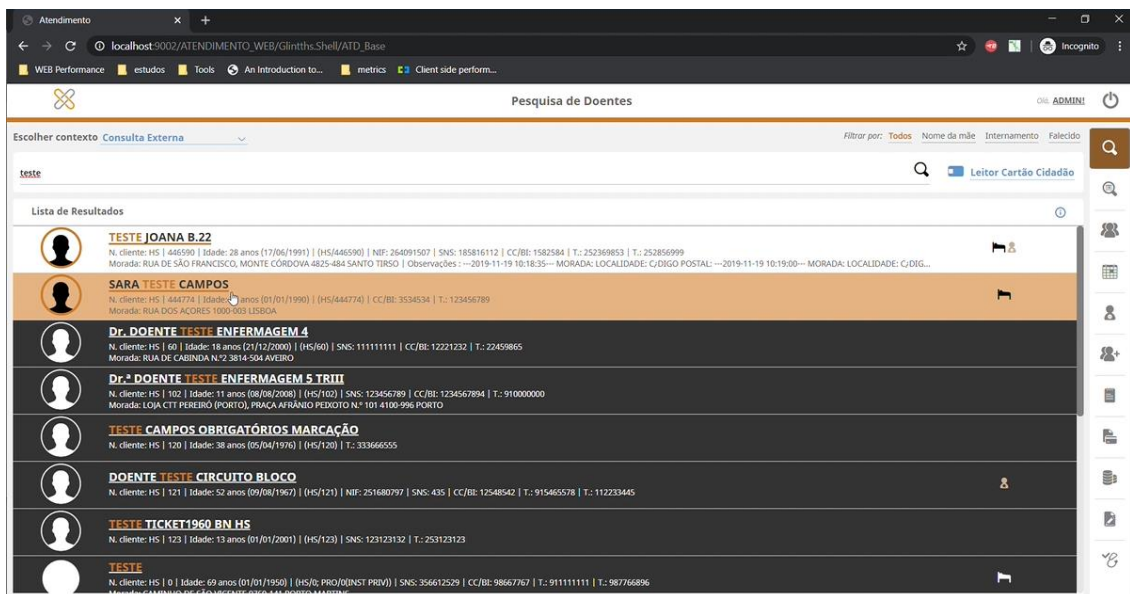 Atendimento
localhost:9002/ATENDIMENTO_WEB/Glintths.Shell/ATD_Base
Incognito
WEB Performance estudos Tools An Introduction to... metrics Client side perform...
Pesquisa de Doentes
Olá, ADMIN!
Escolher contexto Consulta Externa
Filtrar por: Todos Nome da mãe Internamento Falecido
teste
Leitor Cartão Cidadão
Lista de Resultados
TESTE JOANA B.22
N. cliente: HS | 446590 | Idade: 28 anos (17/06/1991) | (HS/446590) | NIF: 264091507 | SNS: 185816112 | CC/BI: 1582584 | T.: 252369853 | T.: 252856999
Morada: RUA DE SÃO FRANCISCO, MONTE CÓRDOVA 4825-484 SANTO TIRSO | Observações : ---2019-11-19 10:18:35--- MORADA: LOCALIDADE: C/DIGO POSTAL: ---2019-11-19 10:19:00--- MORADA: LOCALIDADE: C/DIG...
SARA TESTE CAMPOS
N. cliente: HS | 444774 | Idade: anos (01/01/1990) | (HS/444774) | CC/BI: 3534534 | T.: 123456789
Morada: RUA DOS AÇORES 1000-003 LISBOA
Dr. DOENTE TESTE ENFERMAGEM 4
N. cliente: HS | 60 | Idade: 18 anos (21/12/2000) | (HS/60) | SNS: 111111111 | CC/BI: 12221232 | T.: 22459865
Morada: RUA DE CABINDA N.º2 3814-504 AVEIRO
Dr.ª DOENTE TESTE ENFERMAGEM 5 TRIII
N. cliente: HS | 102 | Idade: 11 anos (08/08/2008) | (HS/102) | SNS: 123456789 | CC/BI: 1234567894 | T.: 910000000
Morada: LOJA CTT PEREIRÓ (PORTO), PRAÇA AFRÂNIO PEIXOTO N.º 101 4100-996 PORTO
TESTE CAMPOS OBRIGATÓRIOS MARCAÇÃO
N. cliente: HS | 120 | Idade: 38 anos (05/04/1976) | (HS/120) | T.: 333666555
DOENTE TESTE CIRCUITO BLOCO
N. cliente: HS | 121 | Idade: 52 anos (09/08/1967) | (HS/121) | NIF: 251680797 | SNS: 435 | CC/BI: 12548542 | T.: 915465578 | T.: 112233445
TESTE TICKET1960 BN HS
N. cliente: HS | 123 | Idade: 13 anos (01/01/2001) | (HS/123) | SNS: 123123132 | T.: 253123123
TESTE
N. cliente: HS | 0 | Idade: 69 anos (01/01/1950) | (HS/0; PRO/0(INST PRIV)) | SNS: 356612529 | CC/BI: 98667767 | T.: 911111111 | T.: 987766896
Morada: CAMINHO DE SÃO VICENTE 9760-141 PORTO MARTINS